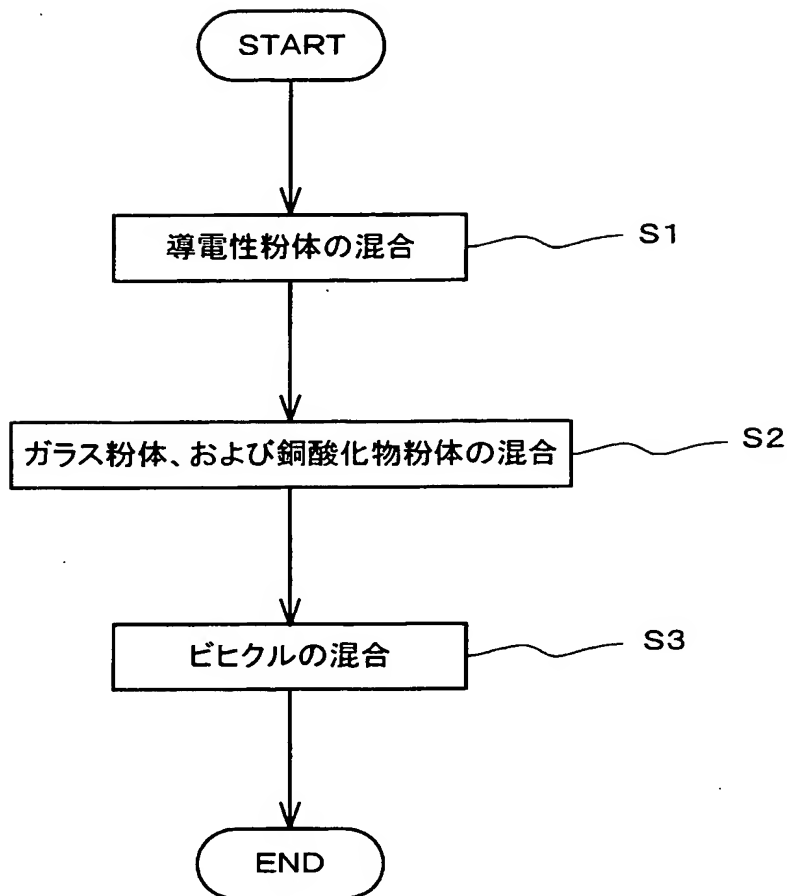 START
導電性粉体の混合
S1
ガラス粉体、および銅酸化物粉体の混合
S2
ビヒクルの混合
S3
END